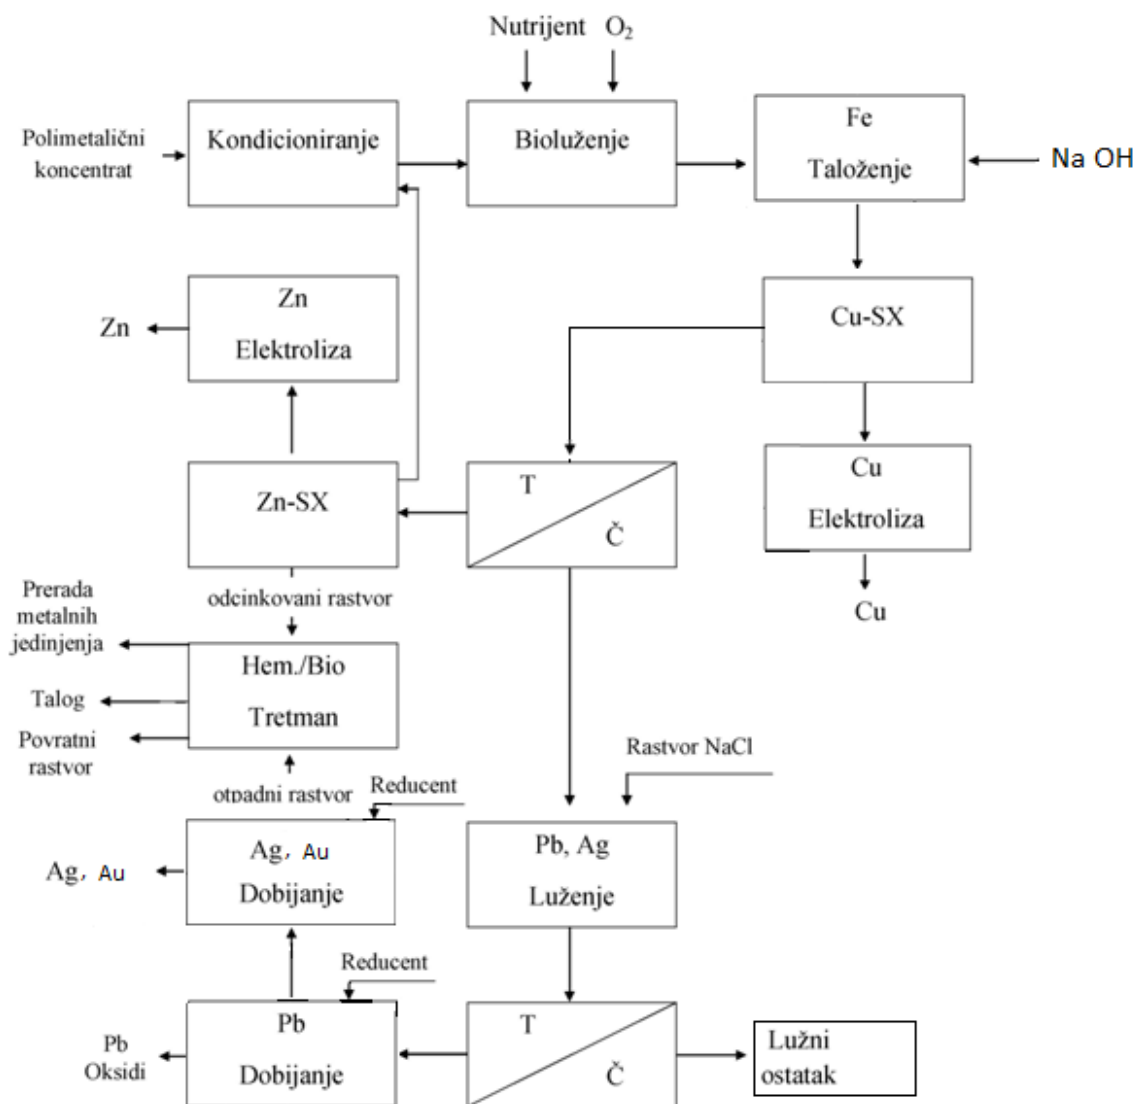 Nutrijent O₂
Polimetalični
koncentrat
Kondicioniranje
Bioluženje
Fe
Taloženje
Na OH
Zn
Zn
Elektroliza
Cu-SX
Zn-SX
T
Č
Cu
Elektroliza
Cu
odcinkovani rastvor
Prerada
metalnih
jedinjenja
Talog
Povratni
rastvor
Hem./Bio
Tretman
otpadni rastvor
Reducent
Rastvor NaCl
Ag, Au
Ag, Au
Dobijanje
Pb, Ag
Luženje
Reducent
Pb
Oksidi
Pb
Dobijanje
T
Č
Lužni
ostatak